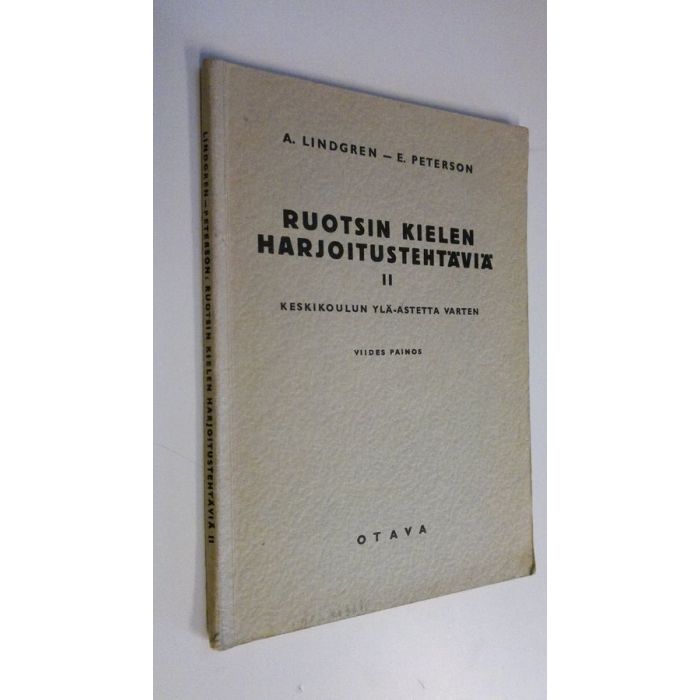 A. LINDGREN — E. PETERSON
RUOTSIN KIELEN
HARJOITUSTEHTÄVIÄ
II
KESKIKOULUN YLÄ-ASTETTA VARTEN
VIIDES PAINOS
OTAVA
LINDGREN—PETERSON: RUOTSIN KIELEN HARJOITUSTEHTÄVIÄ II